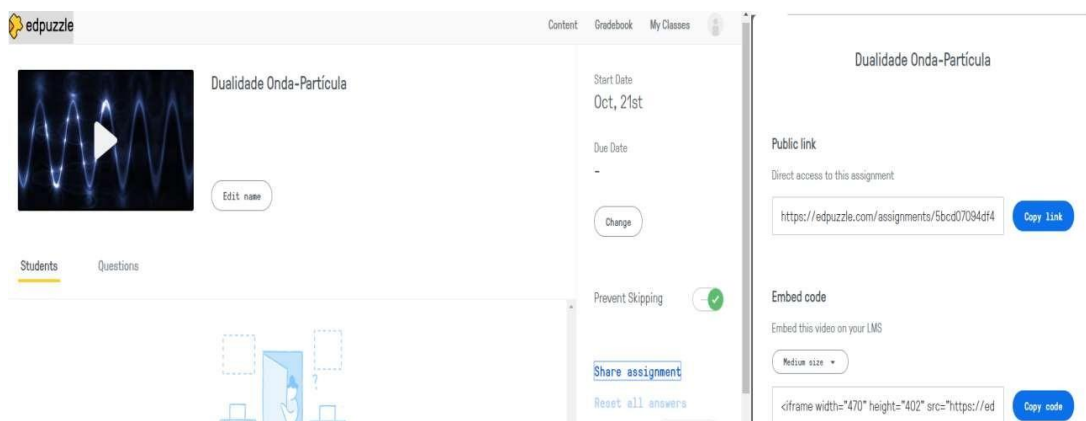 edpuzzle
Content Gradebook My Classes
Dualidade Onda-Partícula
Edit name
Students Questions
?
Start Date
Oct, 21st
Due Date
-
Change
Prevent Skipping
Share assignment
Reset all answers
Dualidade Onda-Partícula
Public link
Direct access to this assignment
https://edpuzzle.com/assignments/5bcd07094df4
Copy link
Embed code
Embed this video on your LMS
Medium size
<iframe width="470" height="402" src="https://ed
Copy code